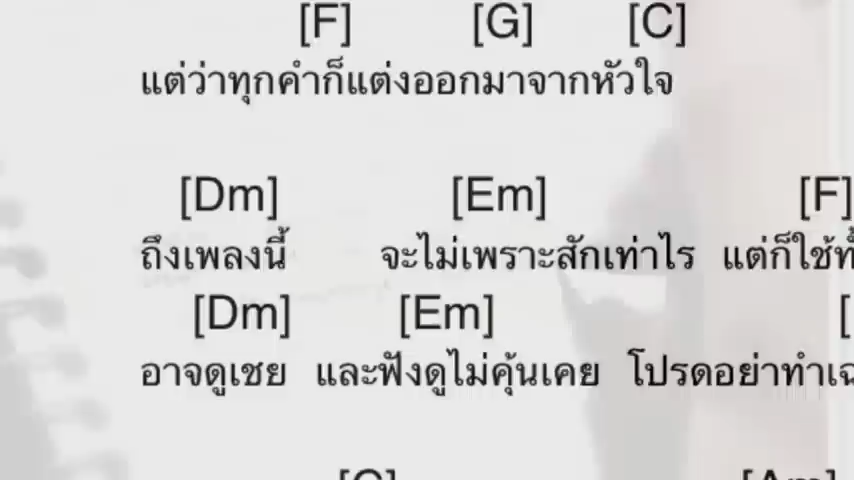 [F] [G] [C]
แต่ว่าทุกคำก็แต่งออกมาจากหัวใจ
[Dm] [Em] [F]
ถึงเพลงนี้ จะไม่เพราะสักเท่าไร แต่ก็ใช้
[Dm] [Em] [
อาจดูเชย และฟังดูไม่คุ้นเคย โปรดอย่าทำ